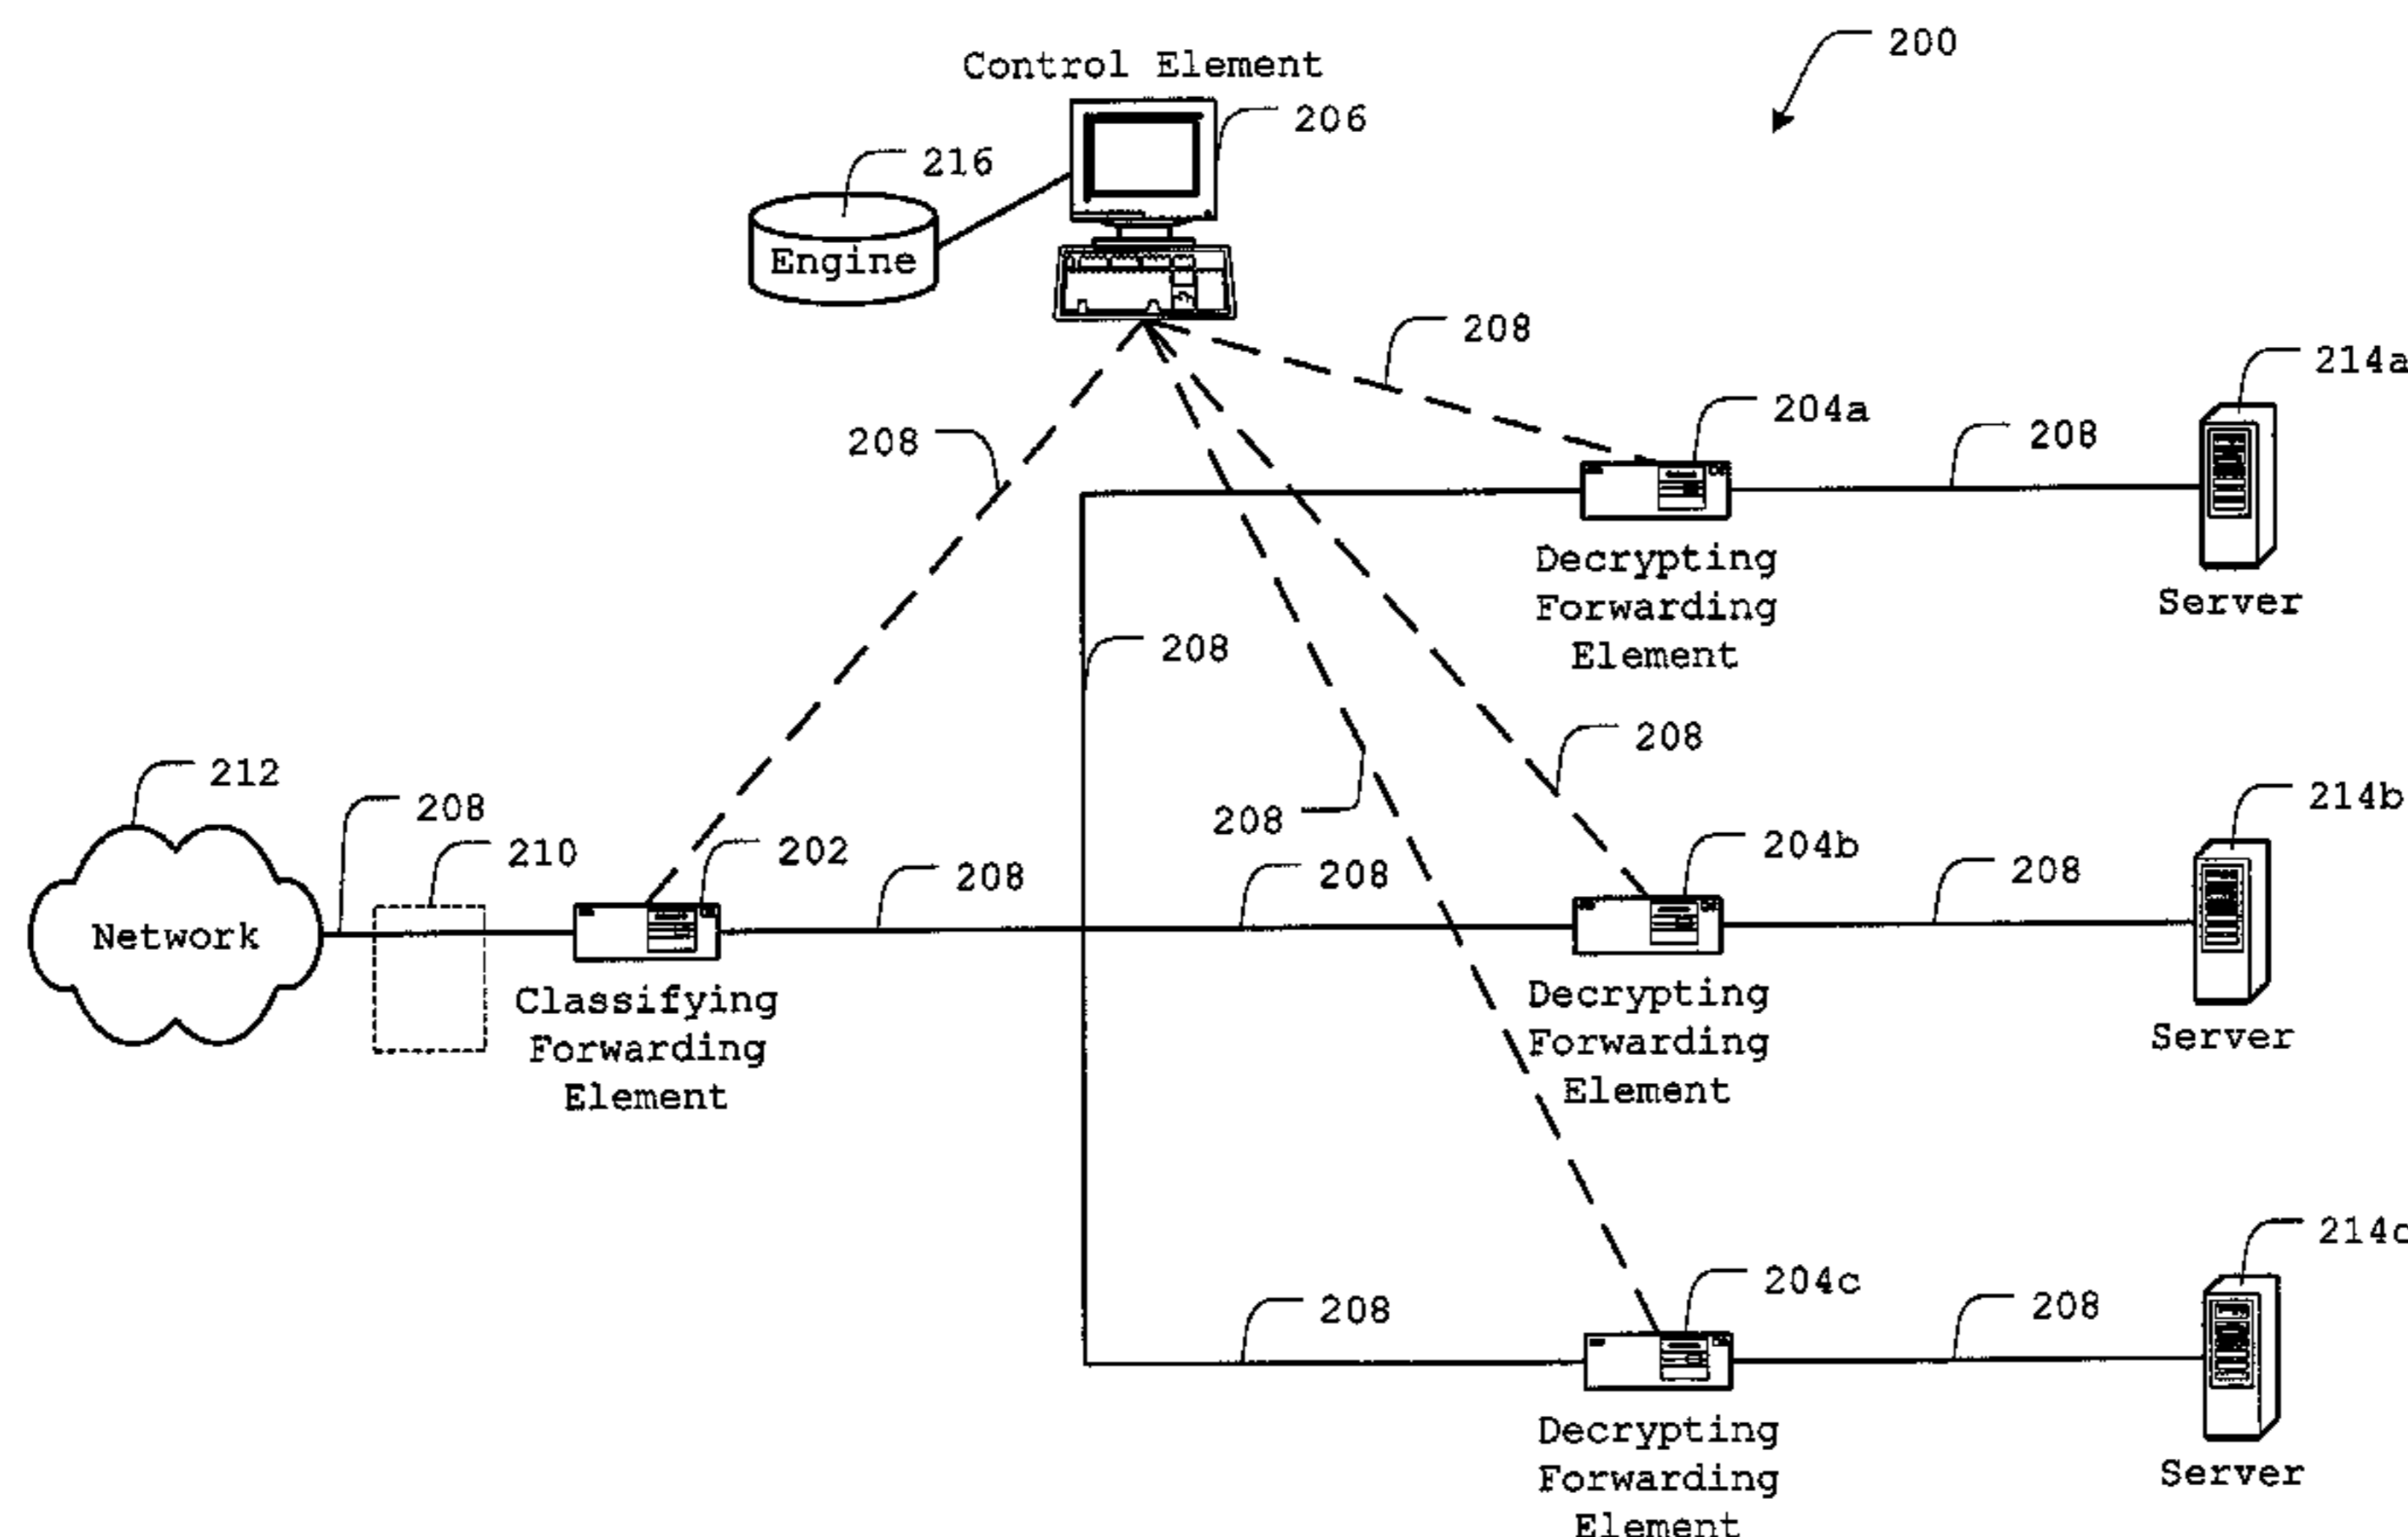 200
Control Element
206
216
Engine
208
214a
204a
208
208
Decrypting
Forwarding
Element
Server
208
208
212
208
210
202
208
208
208
204b
208
214b
Network
Classifying
Forwarding
Element
Decrypting
Forwarding
Element
Server
208
204c
208
214c
Decrypting
Forwarding
Element
Server